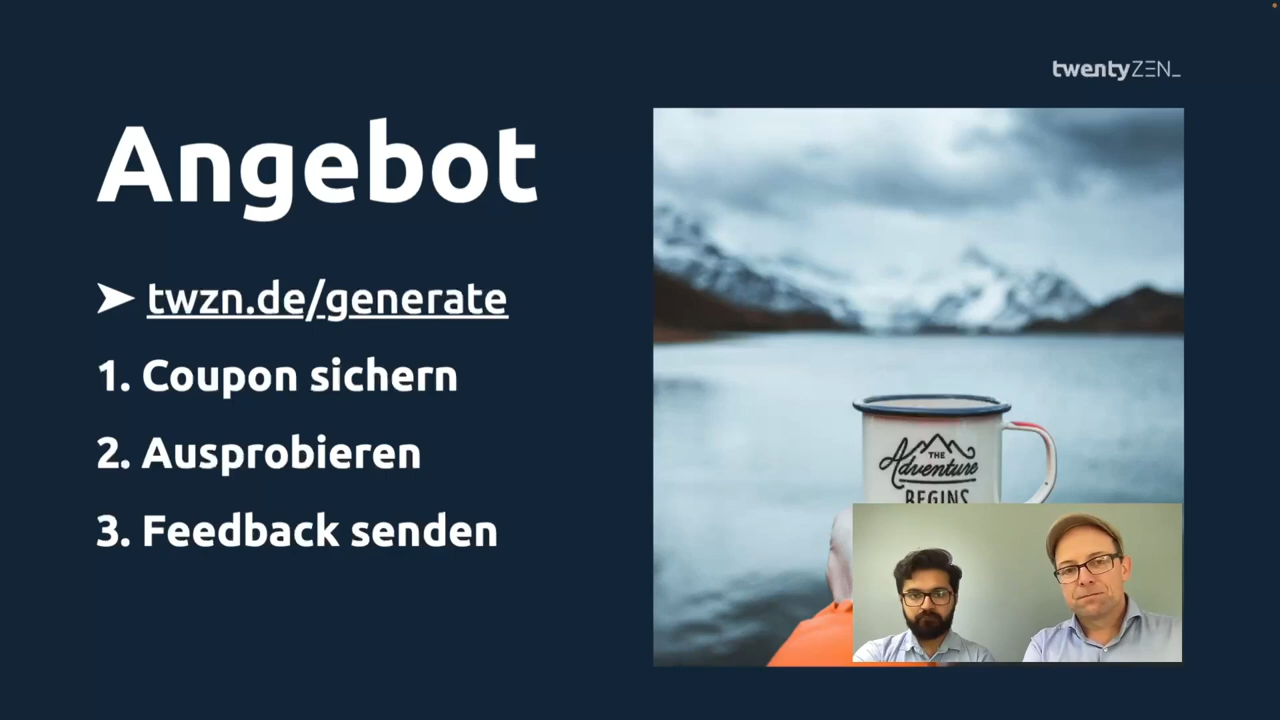 twentyZEN_
Angebot
➤ twzn.de/generate
1. Coupon sichern
2. Ausprobieren
3. Feedback senden
THE
Adventure
BEGINS